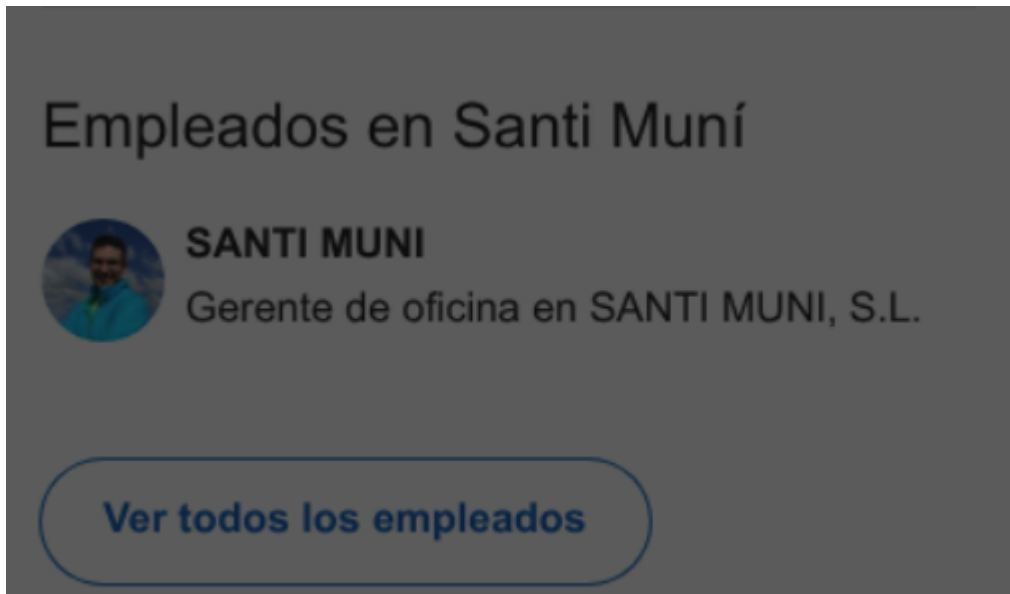 Empleados en Santi Muní
SANTI MUNI
Gerente de oficina en SANTI MUNI, S.L.
Ver todos los empleados